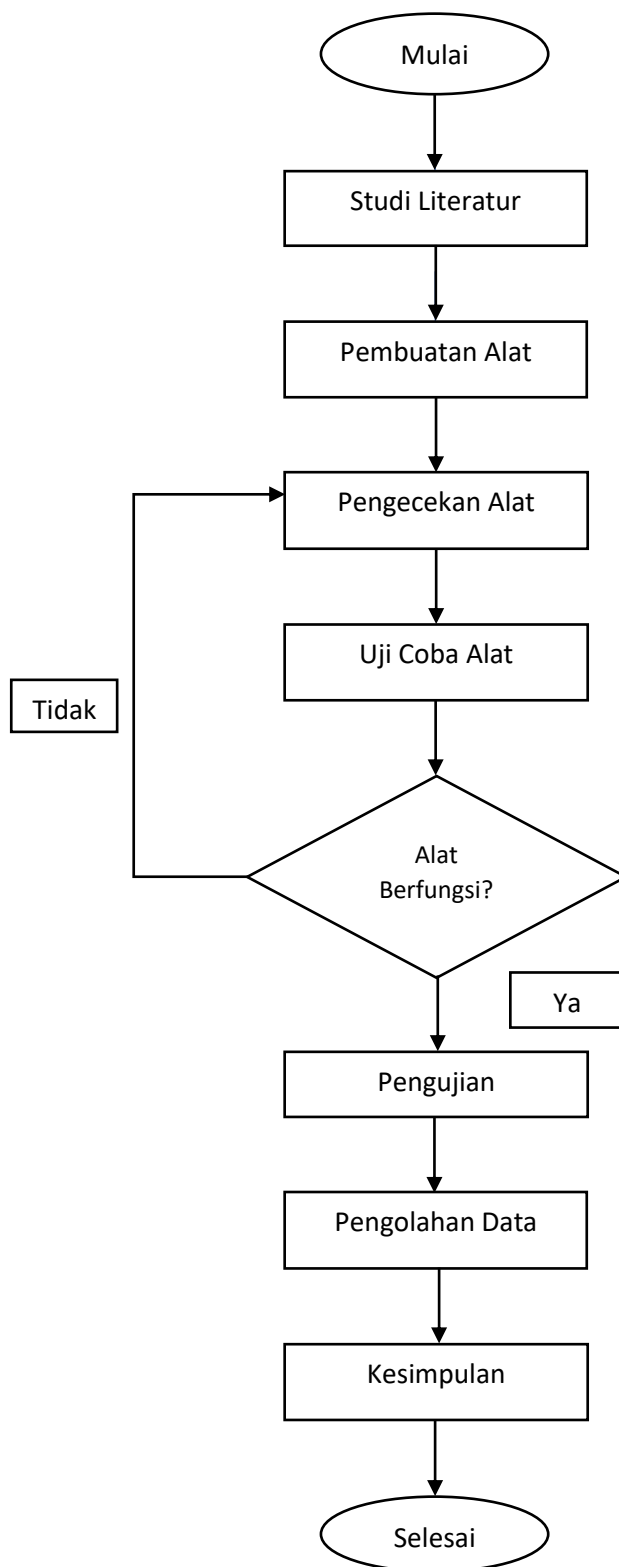 Mulai
Studi Literatur
Pembuatan Alat
Pengecekan Alat
Uji Coba Alat
Tidak
Alat
Berfungsi?
Ya
Pengujian
Pengolahan Data
Kesimpulan
Selesai